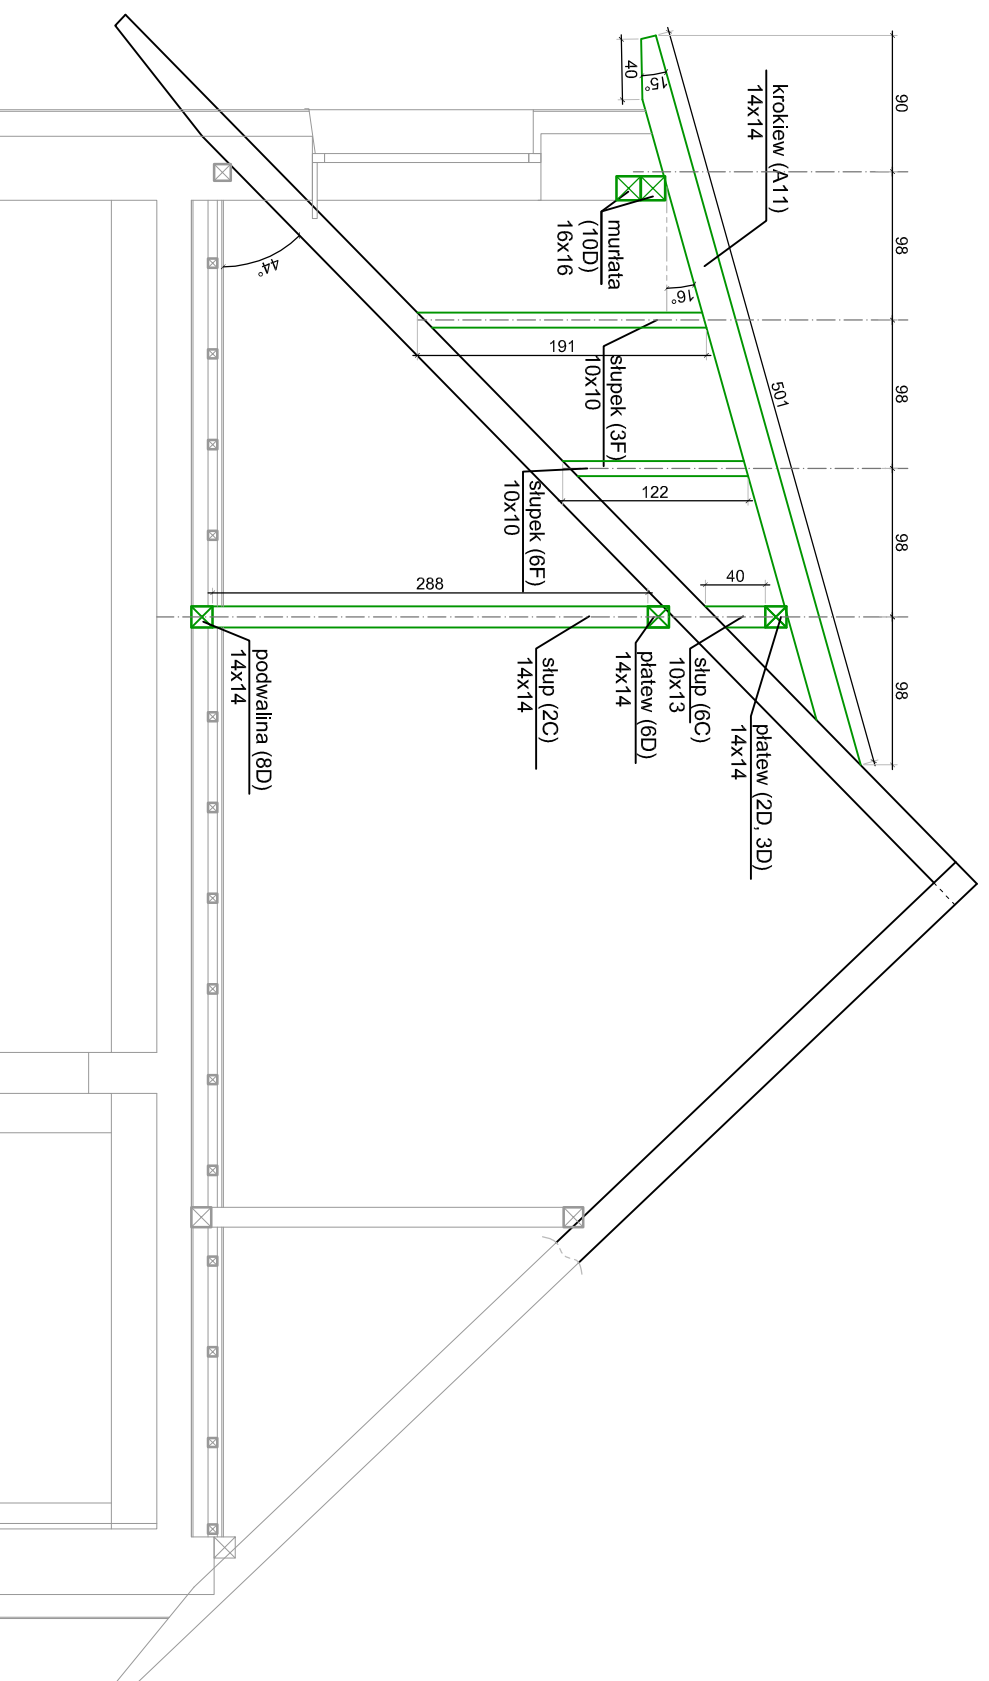 krokiew (A11)
14x14
40
15°
90
98
98
98
98
501
murłata
(10D)
16x16
16°
44°
191
słupek (3F)
10x10
122
słupek (6F)
10x10
40
288
płatew (2D, 3D)
14x14
słup (6C)
10x13
płatew (6D)
14x14
słup (2C)
14x14
podwalina (8D)
14x14